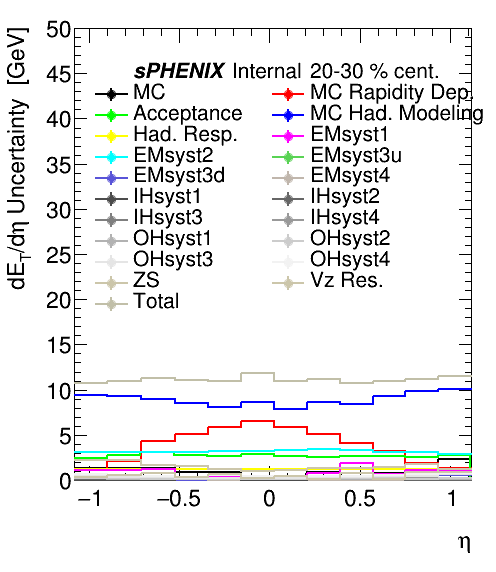 50
45
40
35
30
25
20
15
10
5
0
dE_T/dη Uncertainty [GeV]
sPHENIX Internal 20-30 % cent.
MC MC Rapidity Dep.
Acceptance MC Had. Modeling
Had. Resp. EMsyst1
EMsyst2 EMsyst3u
EMsyst3d EMsyst4
IHsyst1 IHsyst2
IHsyst3 IHsyst4
OHsyst1 OHsyst2
OHsyst3 OHsyst4
ZS Vz Res.
Total
−1 −0.5 0 0.5 1
η